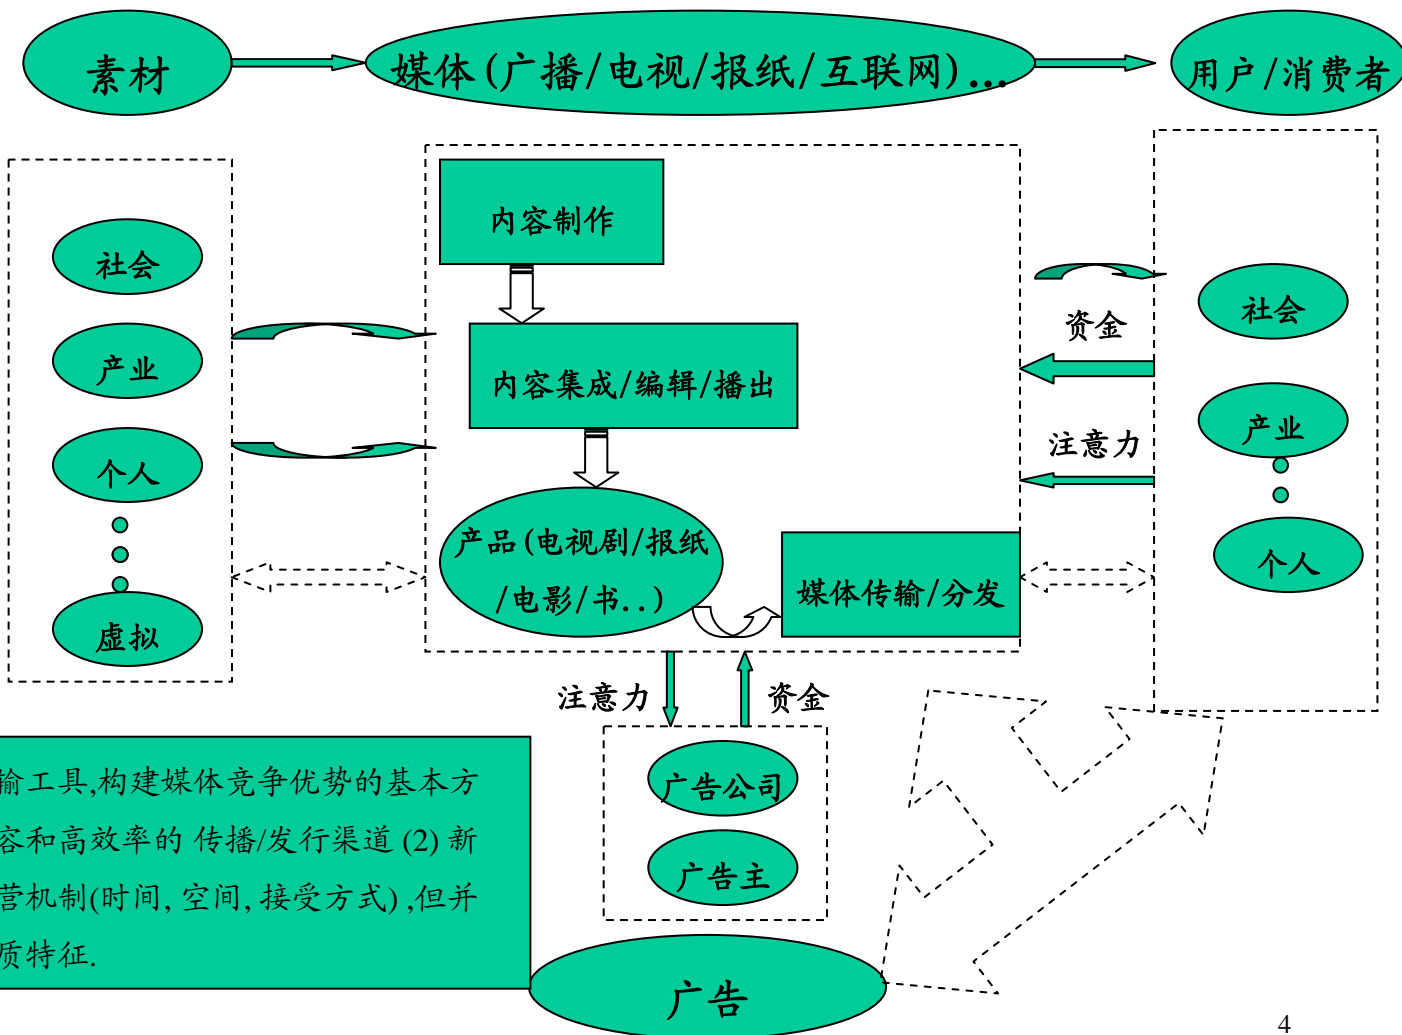 素材
媒体(广播/电视/报纸/互联网)...
用户/消费者
社会
产业
个人
虚拟
内容制作
内容集成/编辑/播出
产品(电视剧/报纸
/电影/书..)
媒体传输/分发
资金
注意力
社会
产业
个人
注意力
资金
广告公司
广告主
广告
输工具,构建媒体竞争优势的基本方
容和高效率的 传播/发行渠道 (2) 新
营机制(时间, 空间, 接受方式) ,但并
质特征.
4